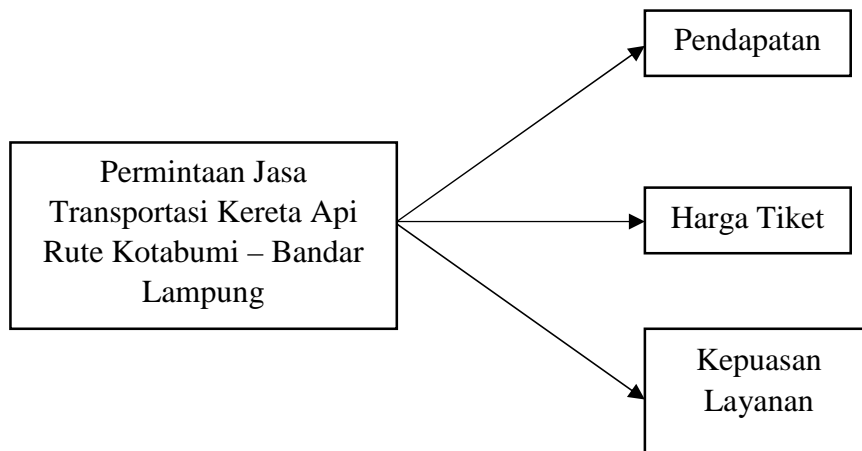 Pendapatan
Permintaan Jasa
Transportasi Kereta Api
Rute Kotabumi – Bandar
Lampung
Harga Tiket
Kepuasan
Layanan